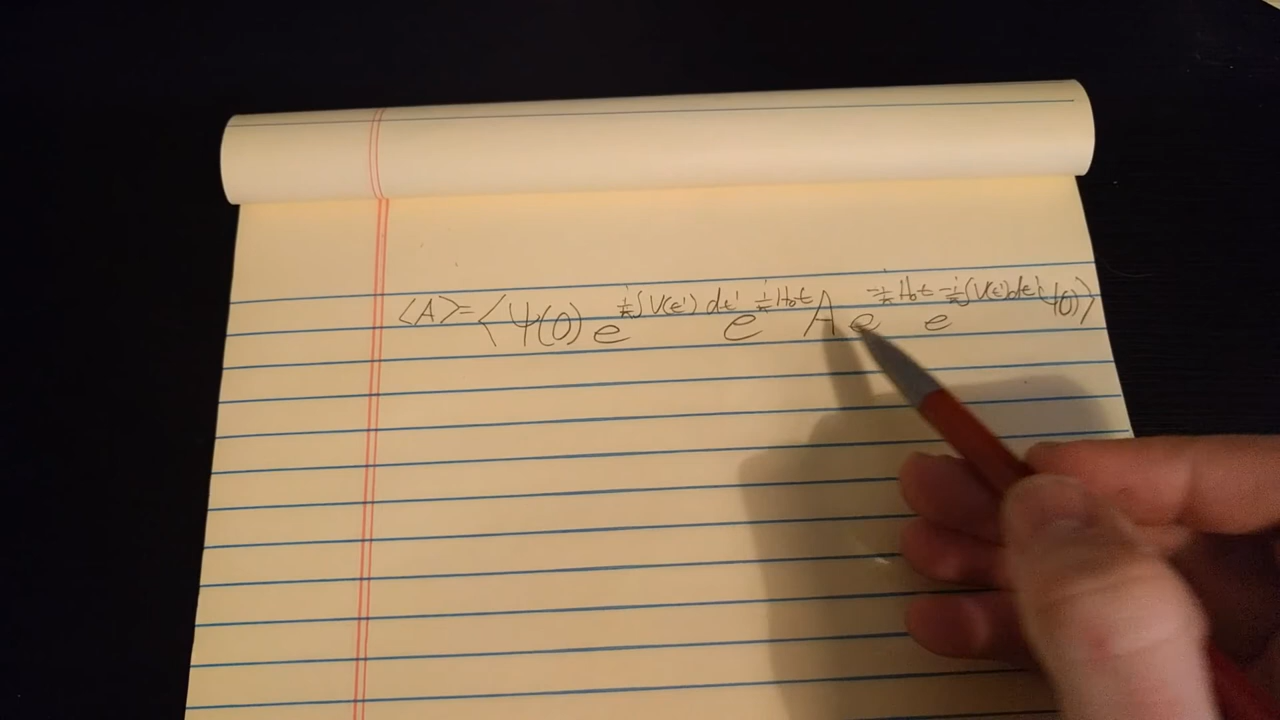 ⟨A⟩=⟨Ψ(0) e^{i/ħ ∫V(t') dt'} e^{i/ħ H₀t} A e^{-i/ħ H₀t} e^{-i/ħ ∫V(t')dt'} Ψ(0)⟩